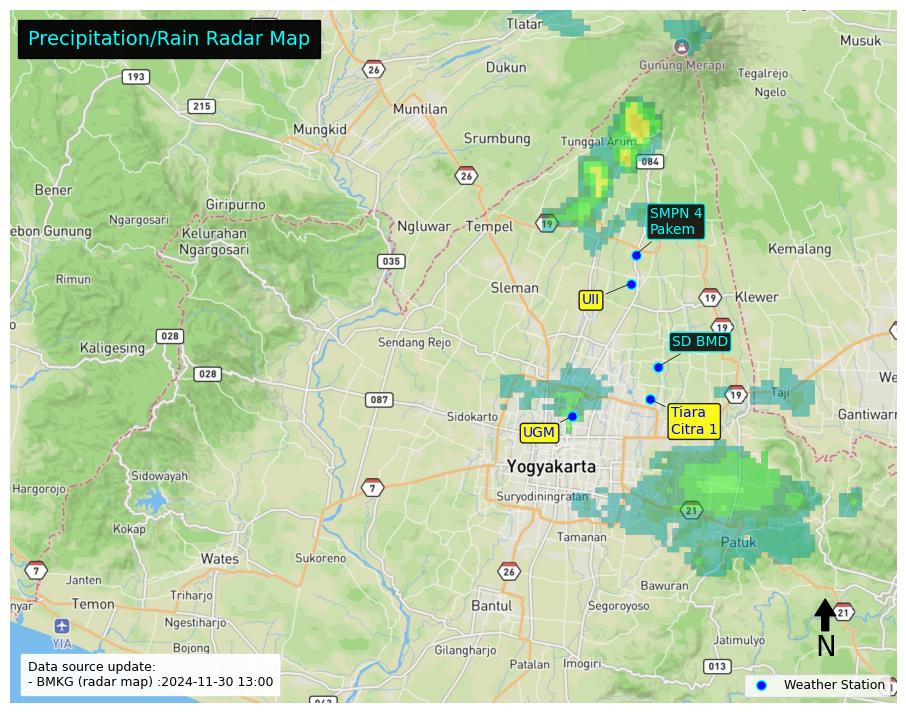 Precipitation/Rain Radar Map
Tlatar
Musuk
Gunung Merapi
26
Dukun
Tegalrejo
193
Ngelo
215
Muntilan
Mungkid
Srumbung
Tunggal Arum
084
26
Bener
Giripurno
Ngargosari
SMPN 4
Pakem
ebon Gunung
Kelurahan
Ngargosari
Ngluwar
Tempel
19
Kemalang
035
Rimun
Sleman
UII
19
Klewer
19
028
Kaligesing
Sendang Rejo
SD BMD
028
We
087
19
Taji
Sidokarto
Tiara
Citra 1
Gantiwarn
UGM
Yogyakarta
Sidowayah
Hargorojo
7
Suryodiningratan
21
Kokap
Tamanan
Patuk
Wates
Sukoreno
7
26
Janten
Bawuran
Triharjo
nyar
Temon
Bantul
Segoroyoso
21
Ngestiharjo
YIA
N
Jatimulyo
Bojong
Gilangharjo
Patalan
Imogiri
013
Data source update:
- BMKG (radar map) :2024-11-30 13:00
Weather Station